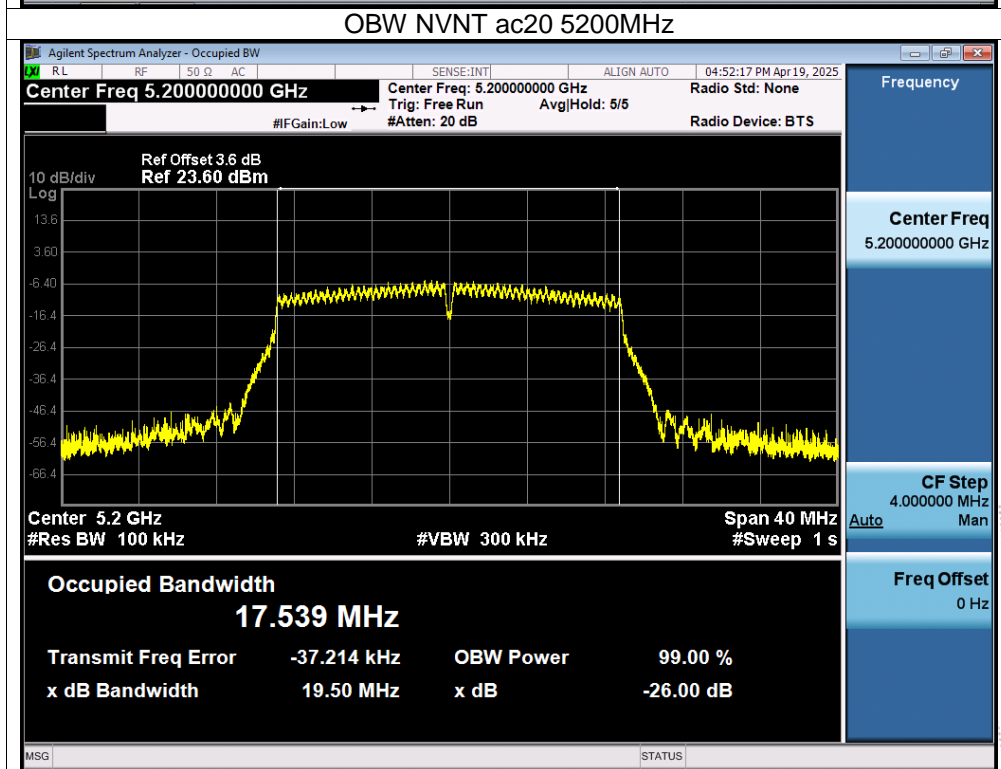 OBW NVNT ac20 5200MHz
Agilent Spectrum Analyzer - Occupied BW
LXI RL RF 50 Ω AC SENSE:INT ALIGN AUTO 04:52:17 PM Apr 19, 2025
Center Freq 5.200000000 GHz
Center Freq: 5.200000000 GHz Radio Std: None
Trig: Free Run Avg|Hold: 5/5
#IFGain:Low #Atten: 20 dB Radio Device: BTS
Frequency
Ref Offset 3.6 dB
10 dB/div Ref 23.60 dBm
Log
13.6
3.60
-6.40
-16.4
-26.4
-36.4
-46.4
-56.4
-66.4
Center 5.2 GHz Span 40 MHz
#Res BW 100 kHz #VBW 300 kHz #Sweep 1 s
Center Freq
5.200000000 GHz
CF Step
4.000000 MHz
Auto Man
Freq Offset
0 Hz
Occupied Bandwidth
17.539 MHz
Transmit Freq Error -37.214 kHz OBW Power 99.00 %
x dB Bandwidth 19.50 MHz x dB -26.00 dB
MSG STATUS